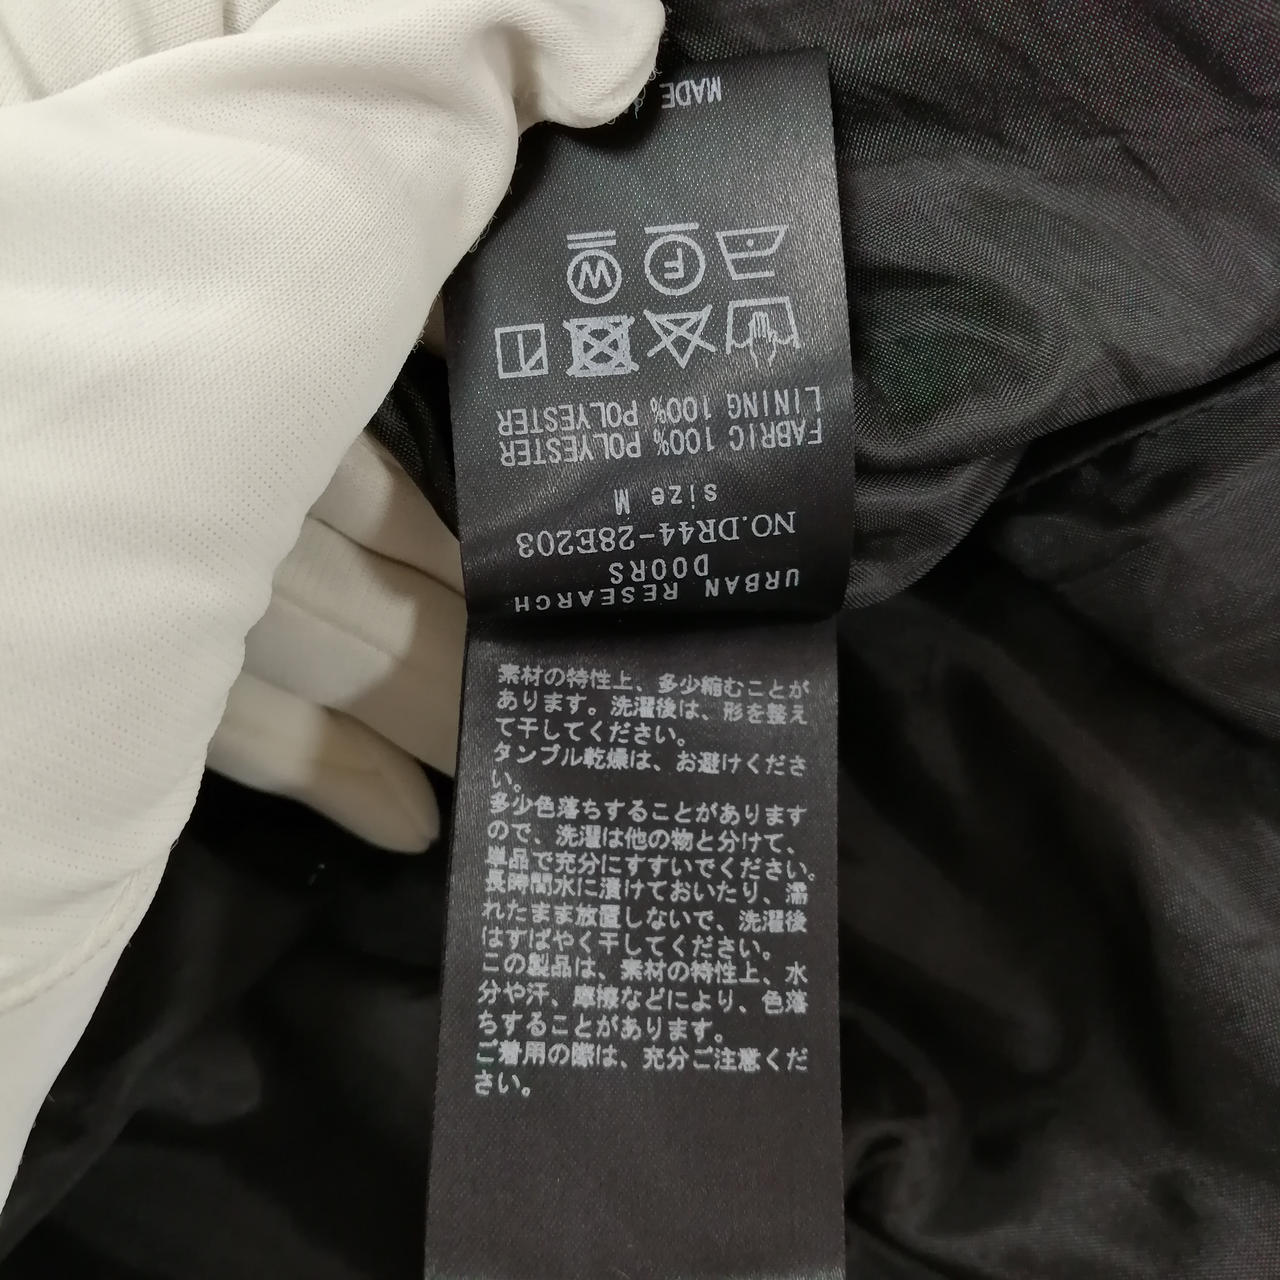 URBAN RESEARCH
DOORS
NO.DR44-28E203
size M
FABRIC 100% POLYESTER
LINING 100% POLYESTER
F
W
MADE
素材の特性上、多少縮むことが
あります。洗濯後は、形を整え
て干してください。
タンブル乾燥は、お避けくださ
い。
多少色落ちすることがあります
ので、洗濯は他の物と分けて、
単品で充分にすすいでください。
長時間水に漬けておいたり、濡
れたまま放置しないで、洗濯後
はすばやく干してください。
この製品は、素材の特性上、水
分や汗、摩擦などにより、色落
ちすることがあります。
ご着用の際は、充分ご注意くだ
さい。